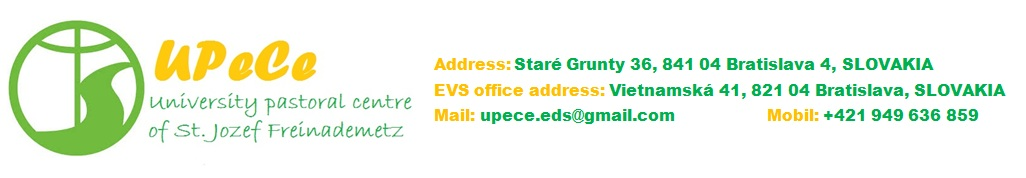 UPeCe
University pastoral centre
of St. Jozef Freinademetz
Address: Staré Grunty 36, 841 04 Bratislava 4, SLOVAKIA
EVS office address: Vietnamská 41, 821 04 Bratislava, SLOVAKIA
Mail: upece.eds@gmail.com Mobil: +421 949 636 859